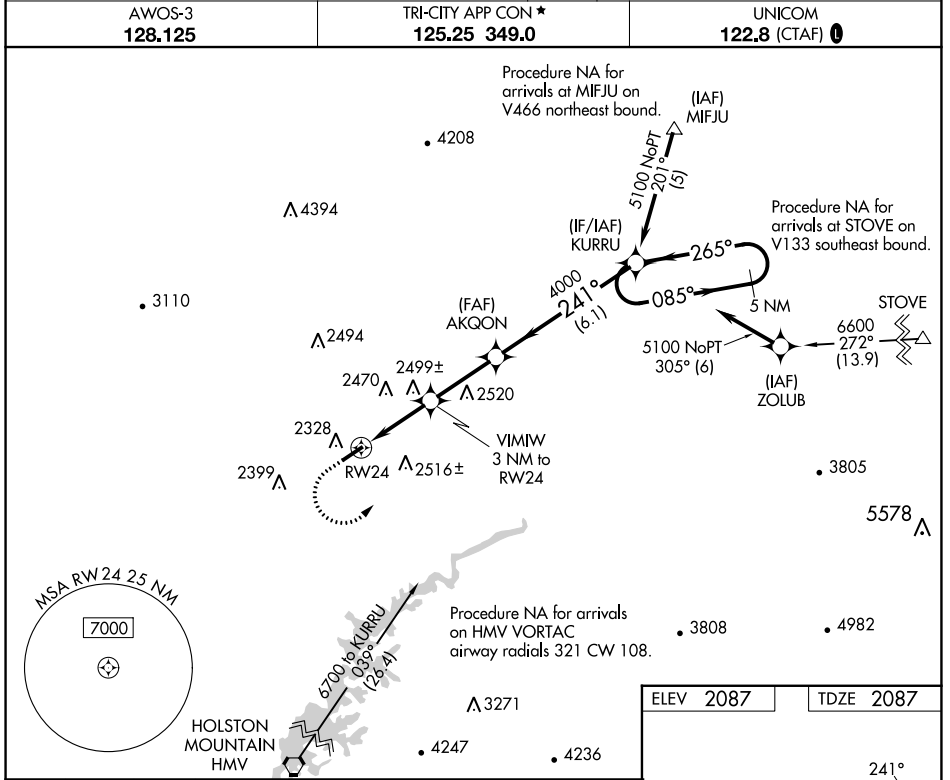 AWOS-3
128.125
TRI-CITY APP CON ★
125.25 349.0
UNICOM
122.8 (CTAF) L
Procedure NA for
arrivals at MIFJU on
V466 northeast bound.
(IAF)
MIFJU
4208
5100 NoPT
201°
(5)
4394
Procedure NA for
arrivals at STOVE on
V133 southeast bound.
(IF/IAF)
KURRU
265°
085°
5 NM
4000
241°
(6.1)
3110
(FAF)
AKQON
STOVE
6600
272°
(13.9)
5100 NoPT
305° (6)
(IAF)
ZOLUB
2494
2499±
2470
2520
VIMIW
3 NM to
RW24
2328
RW24
2516±
2399
3805
5578
MSA RW24 25 NM
7000
6700 to KURRU
039°
(26.4)
Procedure NA for arrivals
on HMV VORTAC
airway radials 321 CW 108.
3808
4982
3271
HOLSTON
MOUNTAIN
HMV
4247
4236
ELEV 2087
TDZE 2087
241°